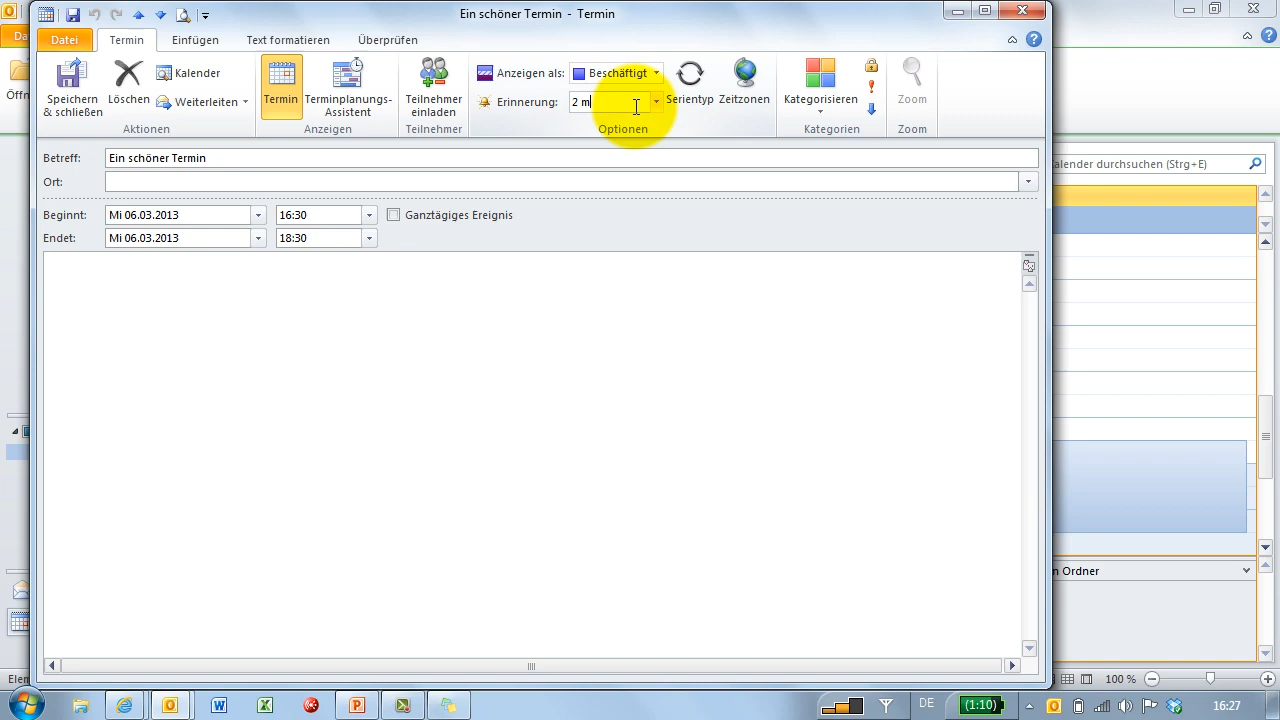 Ein schöner Termin - Termin
Da
Datei
Termin
Einfügen
Text formatieren
Überprüfen
Öffn
Speichern & schließen
Löschen
Kalender
Weiterleiten
Aktionen
Termin
Terminplanungs-Assistent
Anzeigen
Teilnehmer einladen
Teilnehmer
Anzeigen als:
Beschäftigt
Erinnerung:
2 m
Serientyp
Zeitzonen
Optionen
Kategorisieren
Kategorien
Zoom
Zoom
Betreff:
Ein schöner Termin
Ort:
Beginnt:
Mi 06.03.2013
16:30
Ganztägiges Ereignis
Endet:
Mi 06.03.2013
18:30
alender durchsuchen (Strg+E)
n Ordner
Elem
100 %
DE
(1:10)
16:27